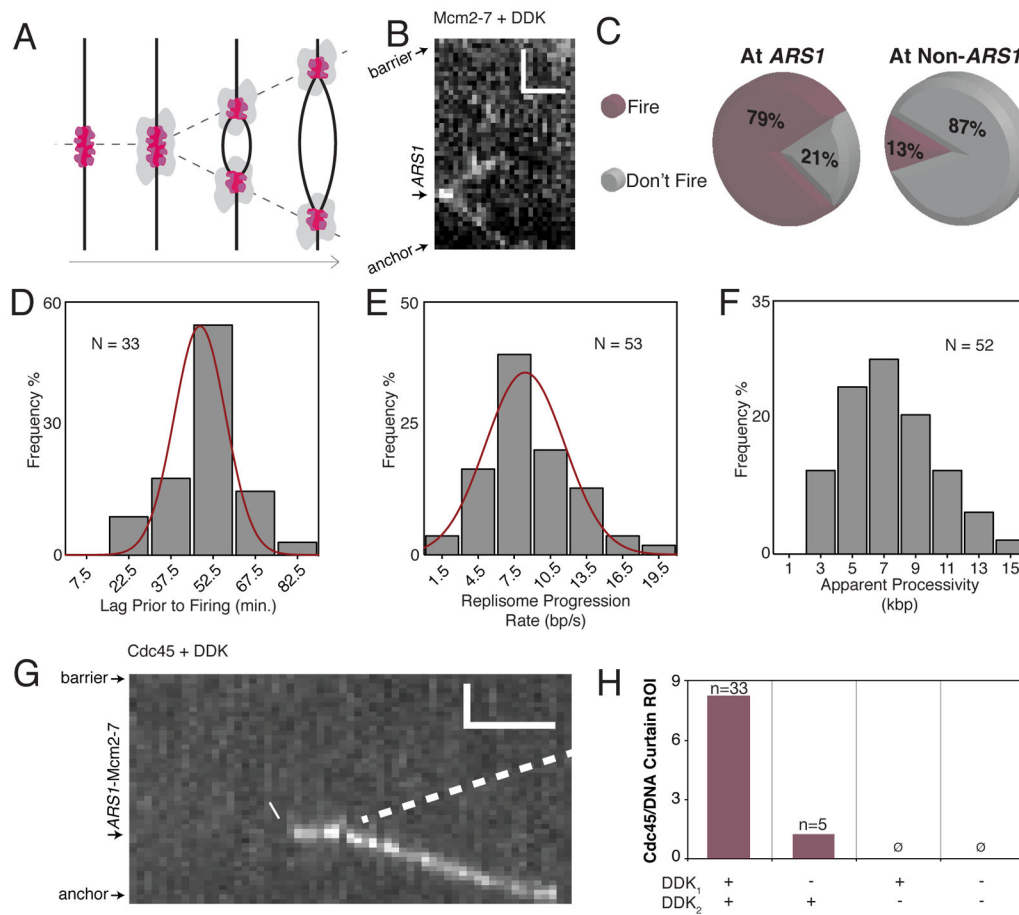 A
B
Mcm2-7 + DDK
barrier→
ARS1
anchor→
C
At ARS1
At Non-ARS1
Fire
Don't Fire
79%
21%
87%
13%
D
60
30
0
Frequency %
N = 33
7.5 22.5 37.5 52.5 67.5 82.5
Lag Prior to Firing (min.)
E
50
25
0
Frequency %
N = 53
1.5 4.5 7.5 10.5 13.5 16.5 19.5
Replisome Progression
Rate (bp/s)
F
35
20
0
Frequency %
N = 52
1 3 5 7 9 11 13 15
Apparent Processivity
(kbp)
G
Cdc45 + DDK
barrier→
ARS1-Mcm2-7
anchor→
H
Cdc45/DNA Curtain ROI
9
6
3
0
n=33
n=5
Ø
Ø
DDK₁ + - + -
DDK₂ + + - -